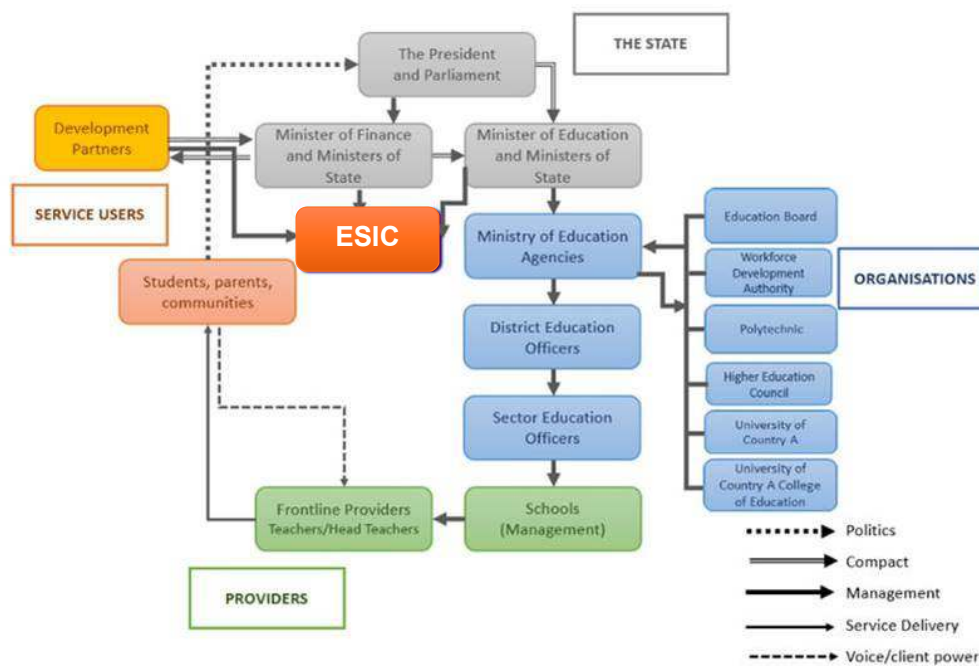 THE STATE
The President
and Parliament
Development
Partners
Minister of Finance
and Ministers of
State
Minister of Education
and Ministers of
State
SERVICE USERS
ESIC
Ministry of Education
Agencies
Education Board
Workforce
Development
Authority
ORGANISATIONS
Students, parents,
communities
District Education
Officers
Polytechnic
Higher Education
Council
Sector Education
Officers
University of
Country A
University of
Country A College
of Education
Frontline Providers
Teachers/Head Teachers
Schools
(Management)
PROVIDERS
Politics
Compact
Management
Service Delivery
Voice/client power